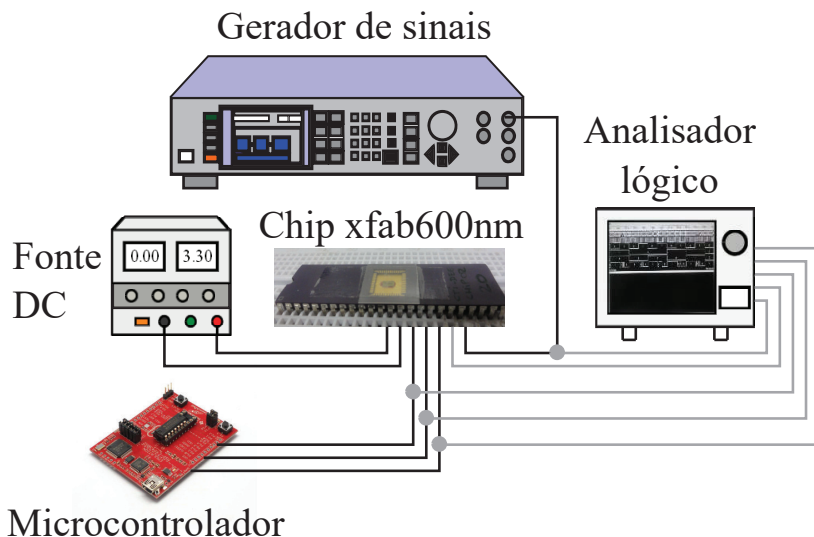 Gerador de sinais
Analisador
lógico
Chip xfab600nm
Fonte
DC
0.00
3.30
Microcontrolador